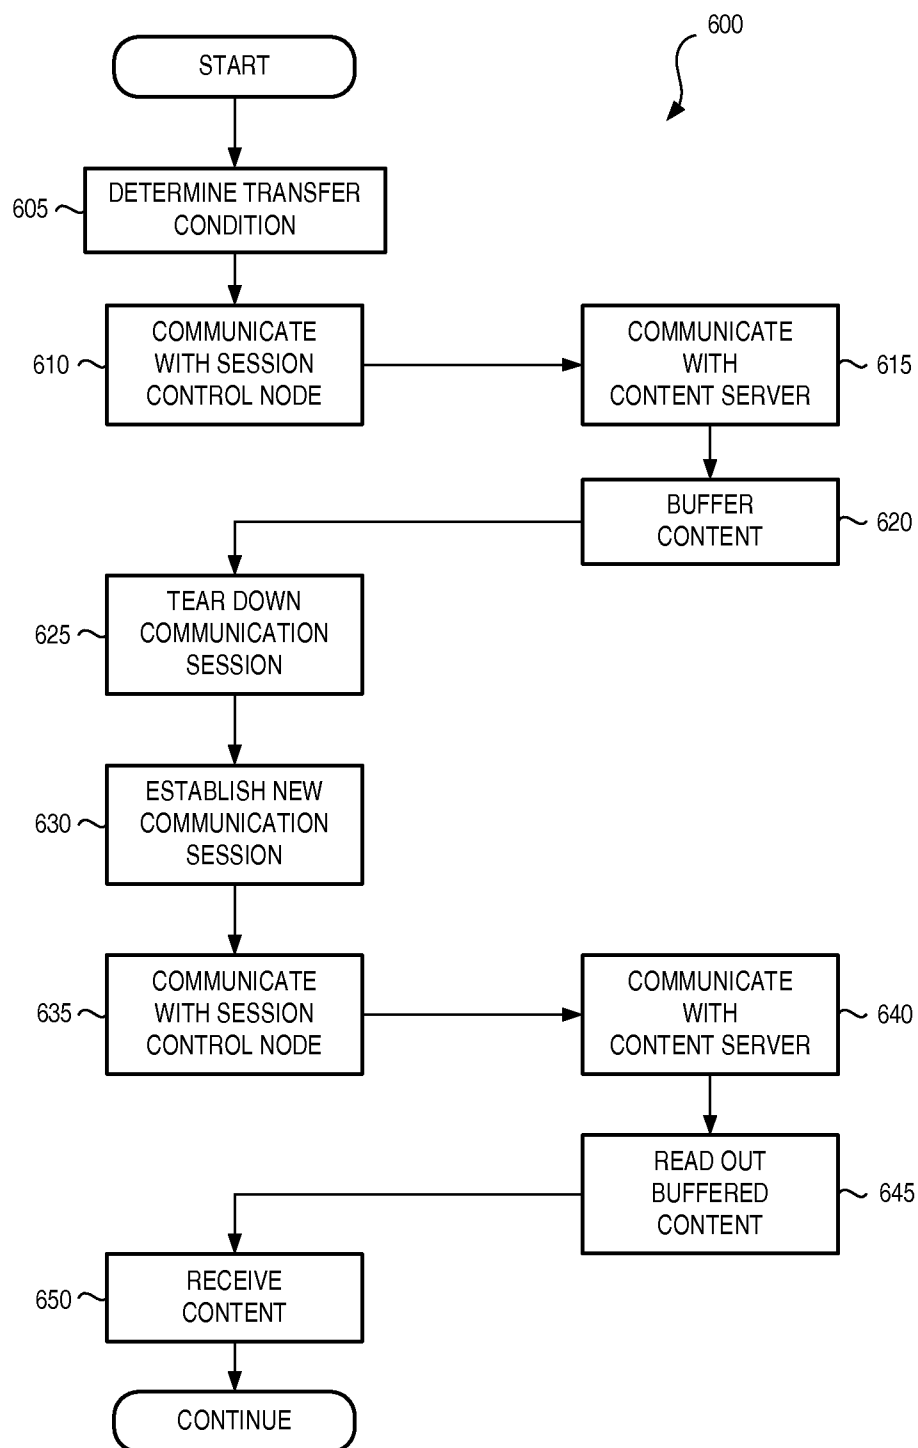 600
START
605
DETERMINE TRANSFER
CONDITION
610
COMMUNICATE
WITH SESSION
CONTROL NODE
COMMUNICATE
WITH
CONTENT SERVER
615
BUFFER
CONTENT
620
625
TEAR DOWN
COMMUNICATION
SESSION
630
ESTABLISH NEW
COMMUNICATION
SESSION
635
COMMUNICATE
WITH SESSION
CONTROL NODE
COMMUNICATE
WITH
CONTENT SERVER
640
READ OUT
BUFFERED
CONTENT
645
650
RECEIVE
CONTENT
CONTINUE